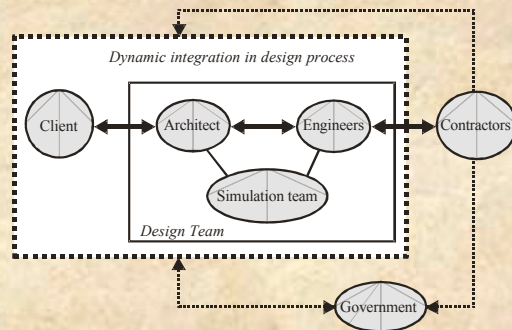 Dynamic integration in design process
Client
Architect
Engineers
Contractors
Simulation team
Design Team
Government